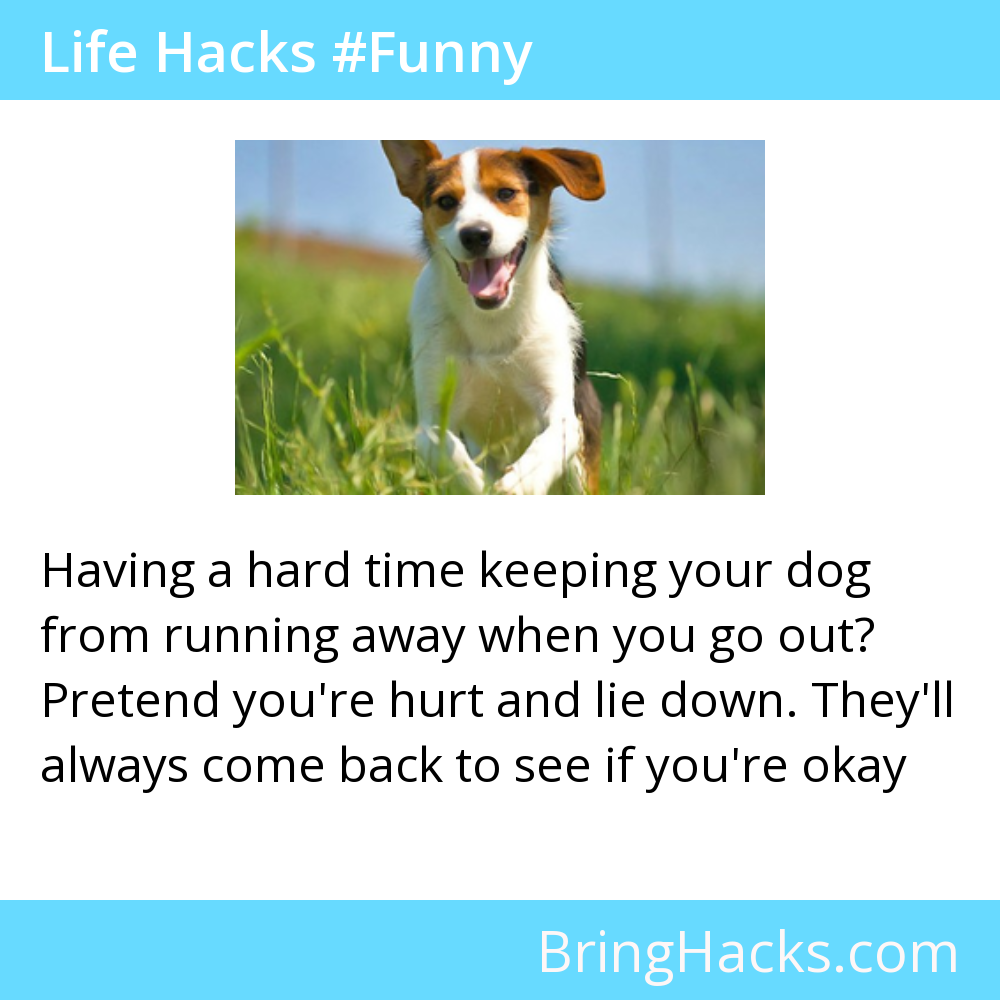 Life Hacks #Funny
Having a hard time keeping your dog
from running away when you go out?
Pretend you're hurt and lie down. They'll
always come back to see if you're okay
BringHacks.com